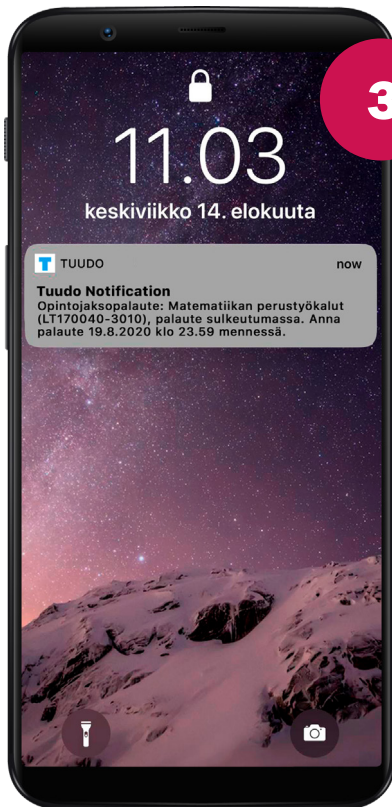 3
11.03
keskiviikko 14. elokuuta
T TUUDO now
Tuudo Notification
Opintojaksopalaute: Matematiikan perustyökalut
(LT170040-3010), palaute sulkeutumassa. Anna
palaute 19.8.2020 klo 23.59 mennessä.